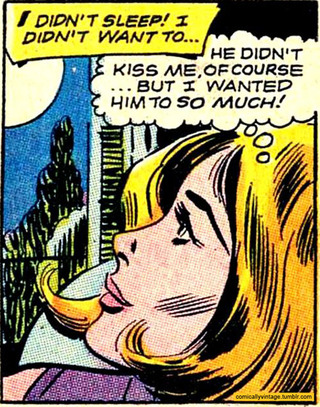 I DIDN'T SLEEP! I
DIDN'T WANT TO...
HE DIDN'T
KISS ME, OF COURSE
...BUT I WANTED
HIM TO SO MUCH!
comicallyvintage.tumblr.com